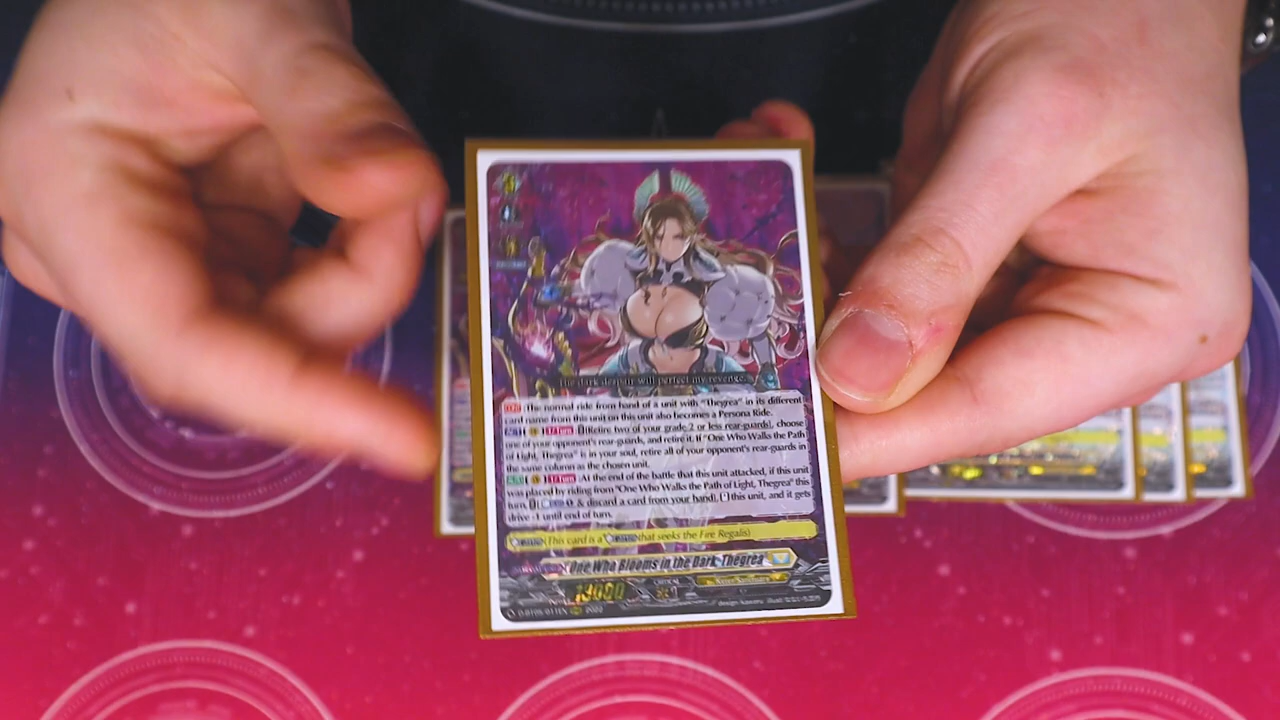 The dark despair will perfect my revenge.
:The normal ride from hand of a unit with "Thegrea" in its different
card name from this unit on this unit also becomes a Persona Ride.
1/Turn :[Retire two of your grade 2 or less rear-guards], choose
one of your opponent's rear-guards, and retire it. If "One Who Walks the Path
of Light, Thegrea" is in your soul, retire all of your opponent's rear-guards in
the same column as the chosen unit.
1/Turn :At the end of the battle that this unit attacked, if this unit
was placed by riding from "One Who Walks the Path of Light, Thegrea" this
turn, [ & discard a card from your hand], this unit, and it gets
drive -1 until end of turn.
(This card is a that seeks the Fire Regalis)
One Who Blooms in the Dark, Thegrea
13000
2022